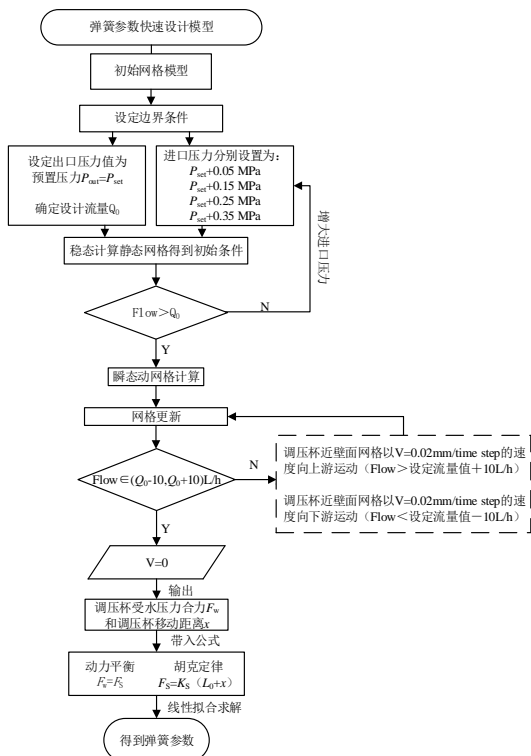 弹簧参数快速设计模型
初始网格模型
设定边界条件
设定出口压力值为
预置压力Pout=Pset
确定设计流量Q0
进口压力分别设置为:
Pset+0.05 MPa
Pset+0.15 MPa
Pset+0.25 MPa
Pset+0.35 MPa
增大进口压力
稳态计算静态网格得到初始条件
Flow＞Q0
N
Y
瞬态动网格计算
网格更新
Flow∈(Q0-10,Q0+10)L/h
N
调压杯近壁面网格以V=0.02mm/time step的速
度向上游运动（Flow＞设定流量值＋10L/h）
调压杯近壁面网格以V=0.02mm/time step的速
度向下游运动（Flow＜设定流量值－10L/h）
Y
V=0
输出
调压杯受水压力合力Fw
和调压杯移动距离x
带入公式
动力平衡
Fw=FS
胡克定律
FS=KS（L0+x）
线性拟合求解
得到弹簧参数